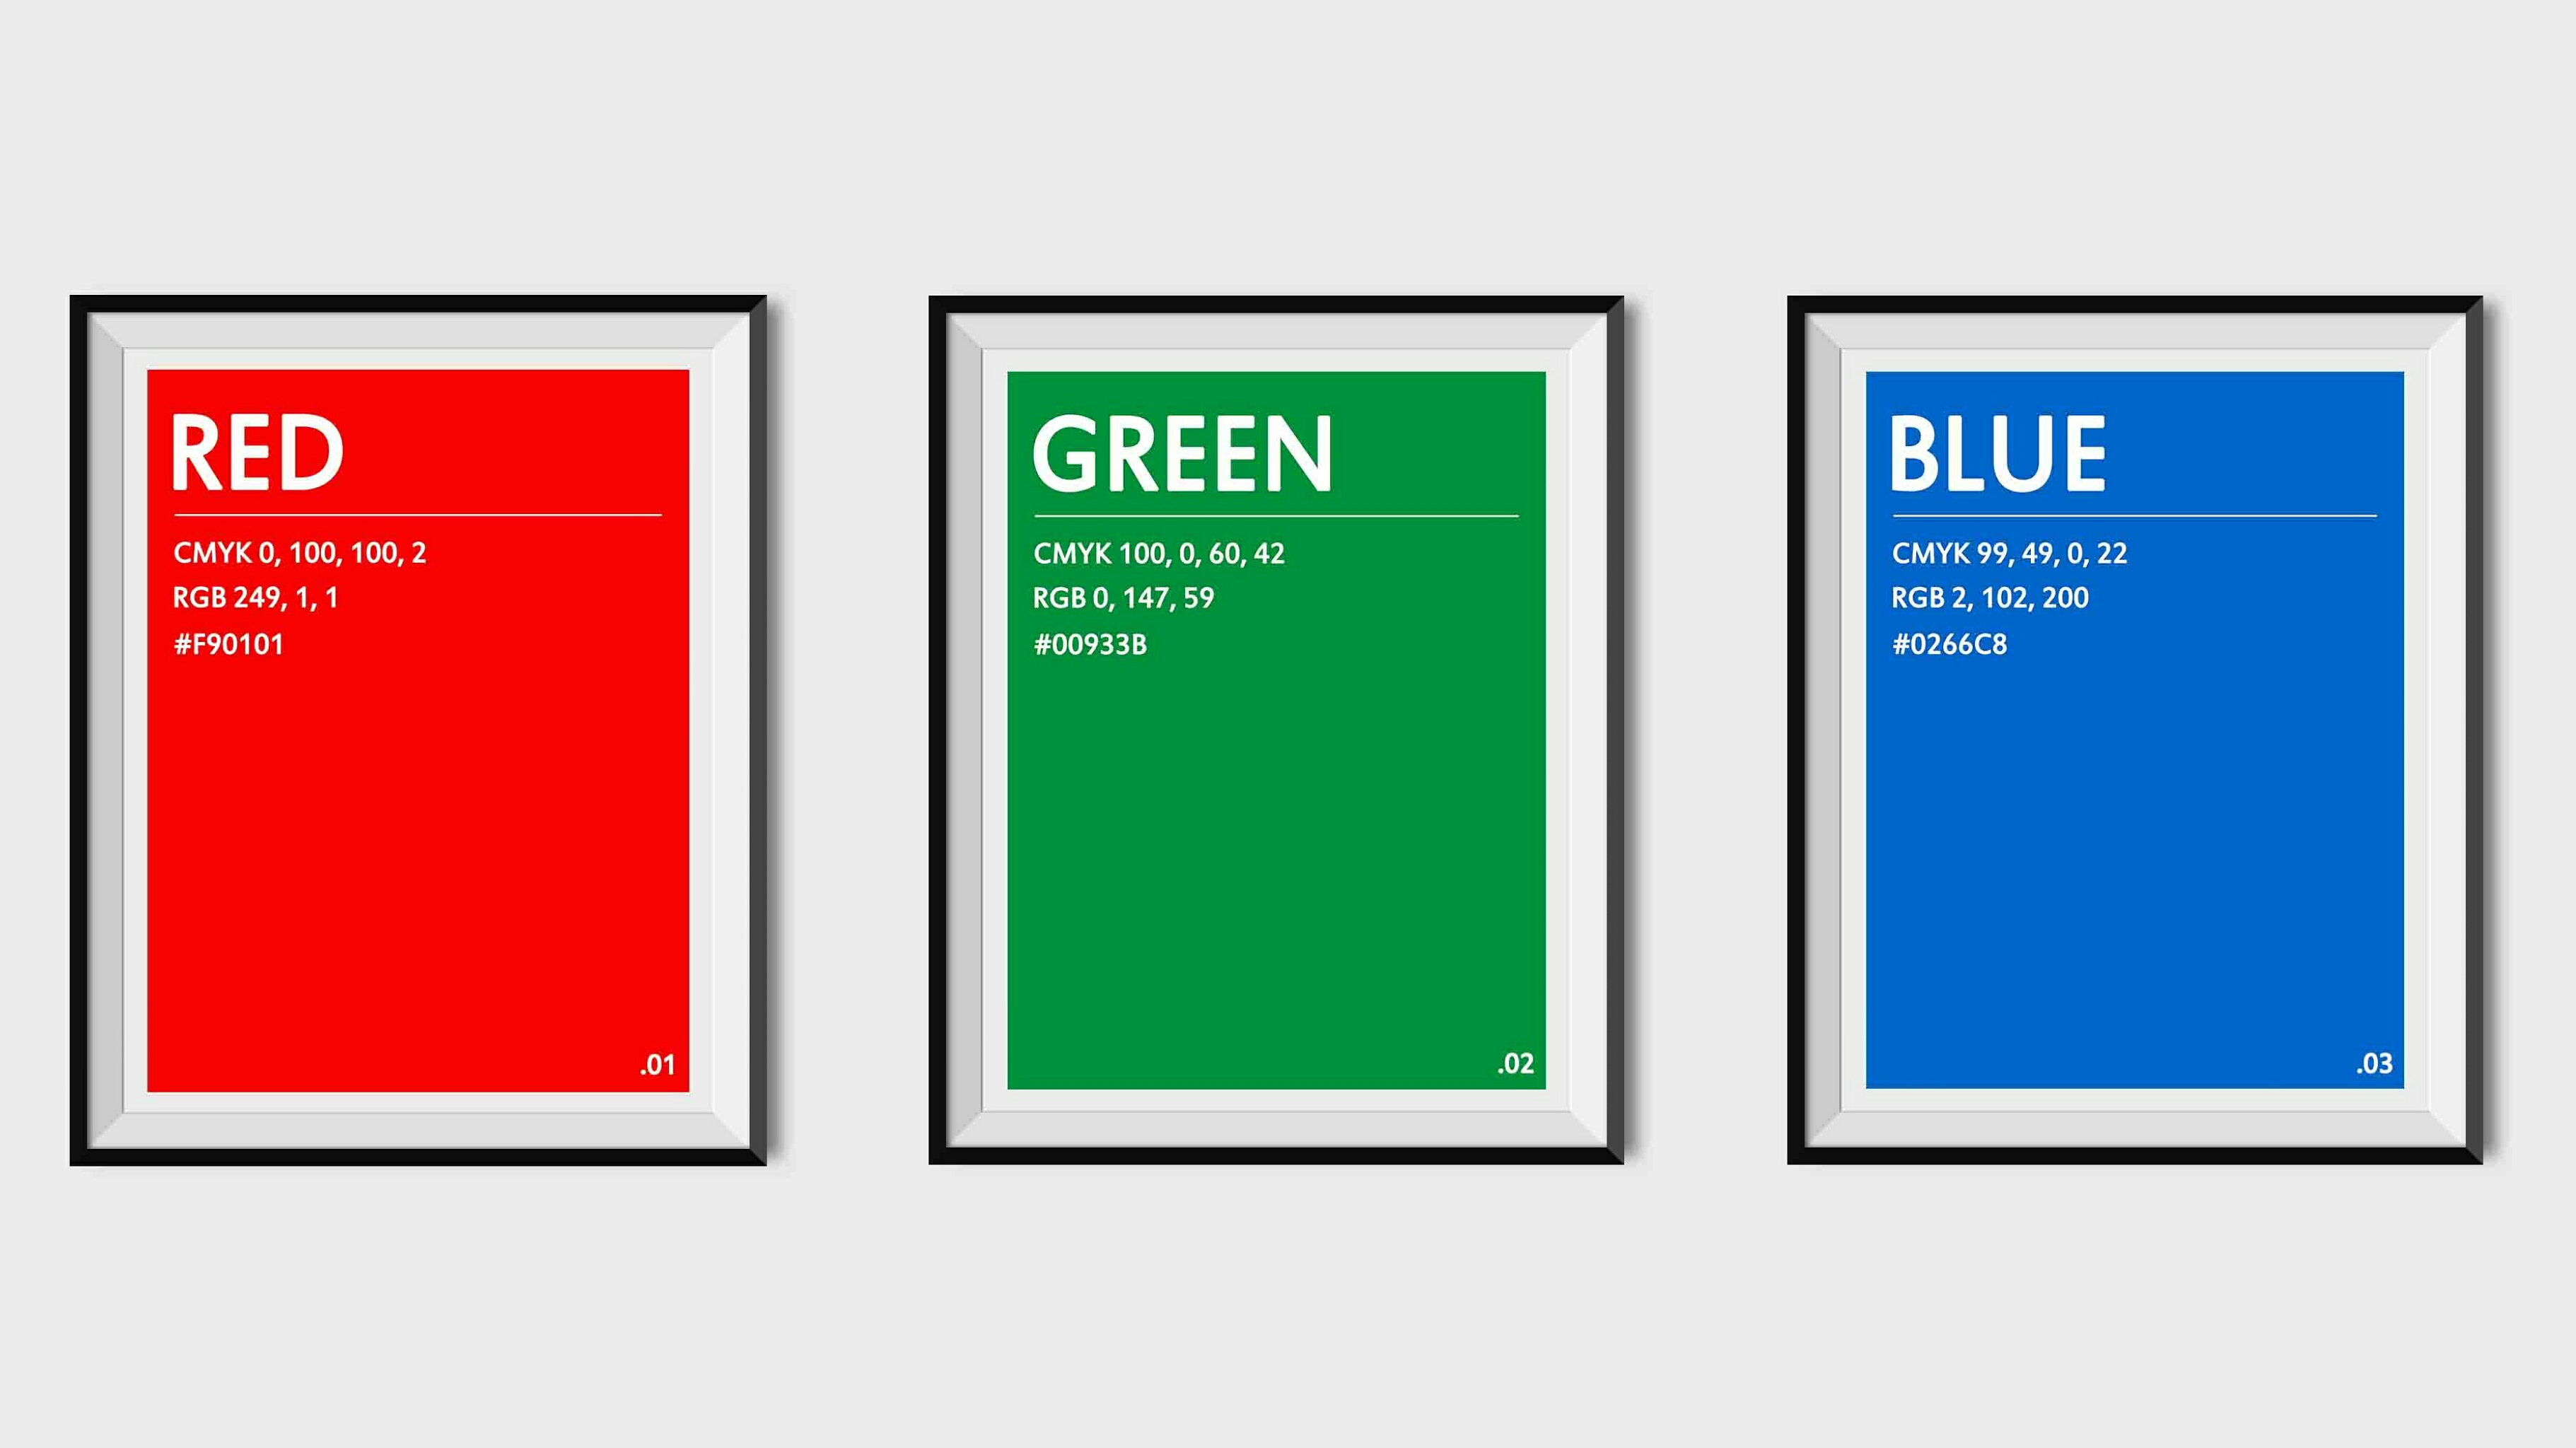 RED
CMYK 0, 100, 100, 2
RGB 249, 1, 1
#F90101
.01
GREEN
CMYK 100, 0, 60, 42
RGB 0, 147, 59
#00933B
.02
BLUE
CMYK 99, 49, 0, 22
RGB 2, 102, 200
#0266C8
.03